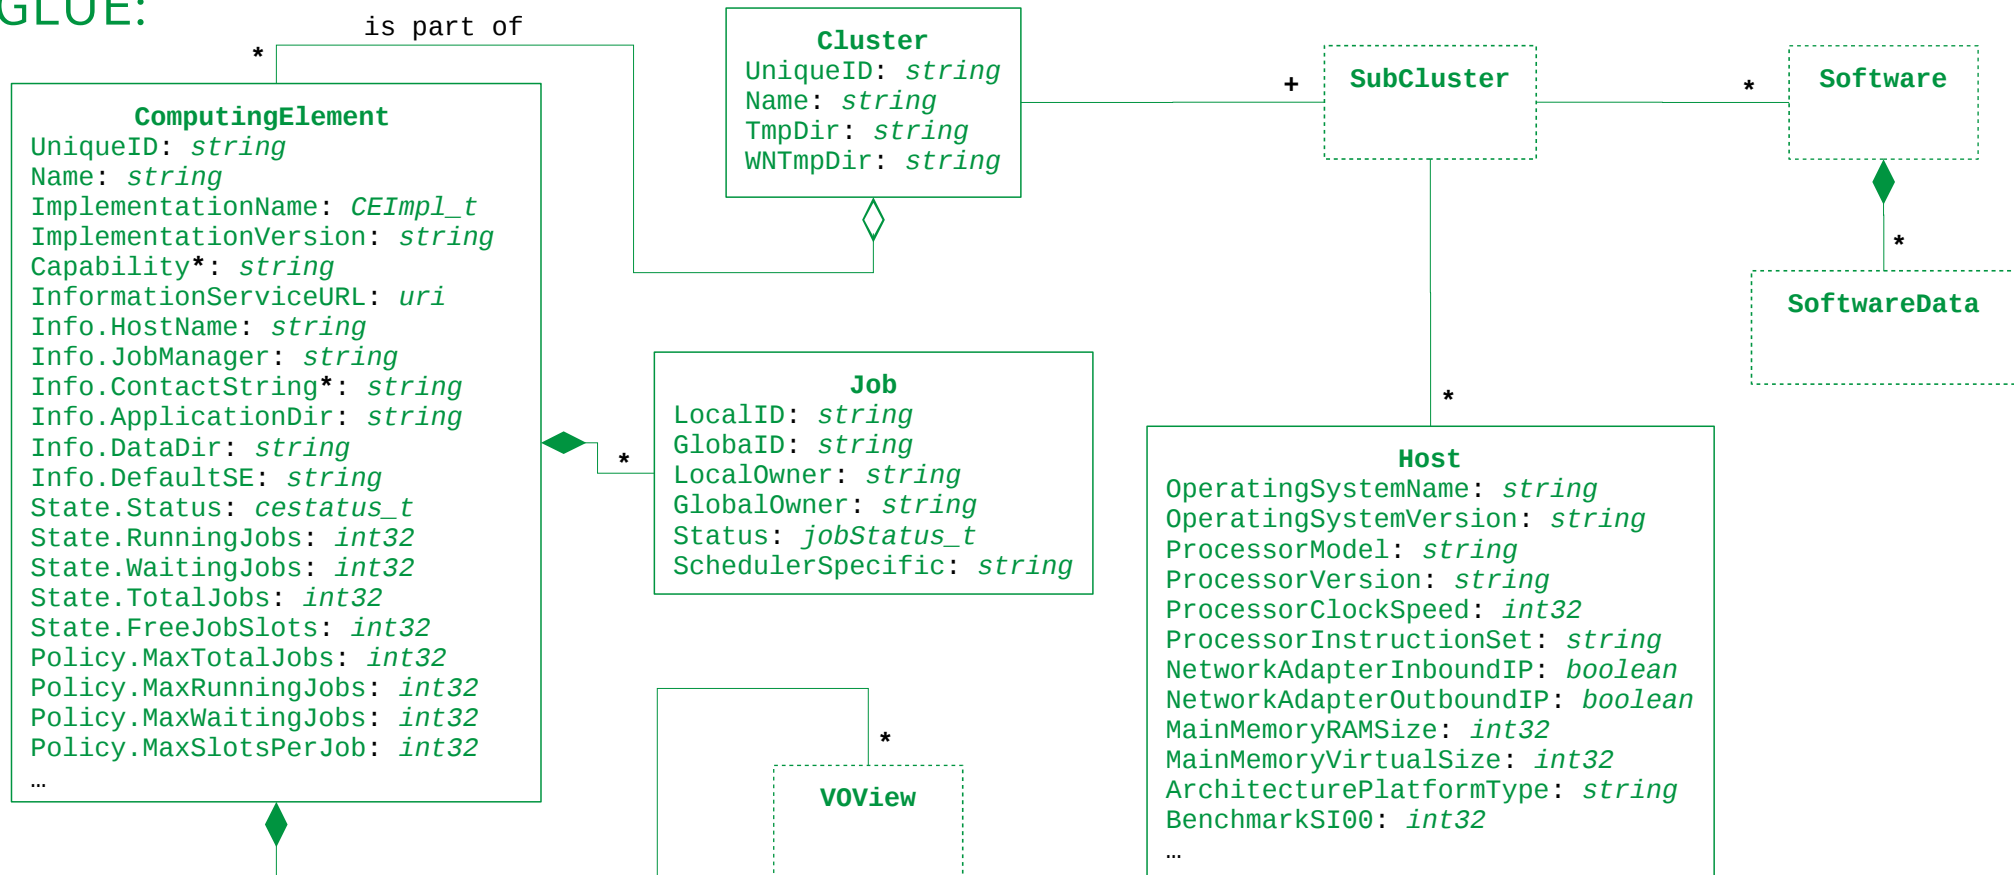 GLUE:
is part of
*
ComputingElement
UniqueID: string
Name: string
ImplementationName: CEImpl_t
ImplementationVersion: string
Capability*: string
InformationServiceURL: uri
Info.HostName: string
Info.JobManager: string
Info.ContactString*: string
Info.ApplicationDir: string
Info.DataDir: string
Info.DefaultSE: string
State.Status: cestatus_t
State.RunningJobs: int32
State.WaitingJobs: int32
State.TotalJobs: int32
State.FreeJobSlots: int32
Policy.MaxTotalJobs: int32
Policy.MaxRunningJobs: int32
Policy.MaxWaitingJobs: int32
Policy.MaxSlotsPerJob: int32
…
Cluster
UniqueID: string
Name: string
TmpDir: string
WNTmpDir: string
+
SubCluster
*
Software
*
SoftwareData
*
Job
LocalID: string
GlobaID: string
LocalOwner: string
GlobalOwner: string
Status: jobStatus_t
SchedulerSpecific: string
*
VOView
*
Host
OperatingSystemName: string
OperatingSystemVersion: string
ProcessorModel: string
ProcessorVersion: string
ProcessorClockSpeed: int32
ProcessorInstructionSet: string
NetworkAdapterInboundIP: boolean
NetworkAdapterOutboundIP: boolean
MainMemoryRAMSize: int32
MainMemoryVirtualSize: int32
ArchitecturePlatformType: string
BenchmarkSI00: int32
…